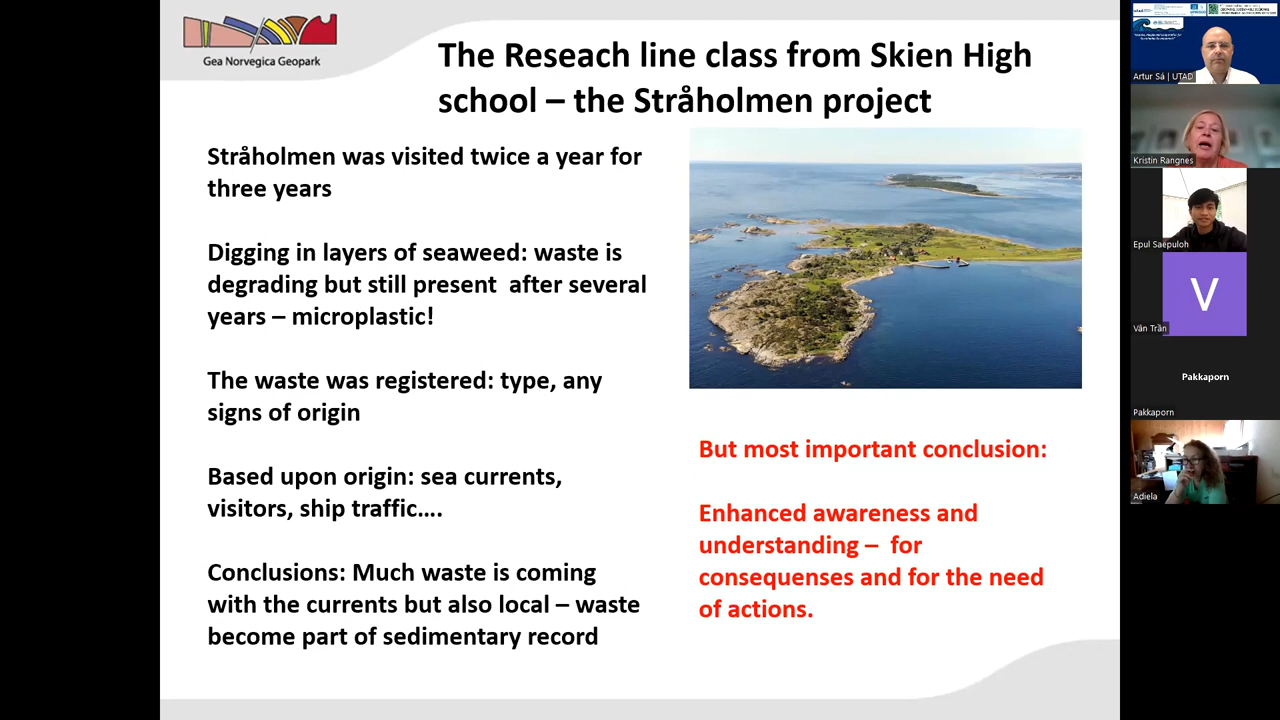 Gea Norvegica Geopark
The Reseach line class from Skien High
school – the Stråholmen project
Stråholmen was visited twice a year for
three years
Digging in layers of seaweed: waste is
degrading but still present after several
years – microplastic!
The waste was registered: type, any
signs of origin
Based upon origin: sea currents,
visitors, ship traffic….
Conclusions: Much waste is coming
with the currents but also local – waste
become part of sedimentary record
But most important conclusion:
Enhanced awareness and
understanding – for
consequenses and for the need
of actions.
Artur Sá | UTAD
Kristin Rangnes
Epul Saepuloh
V
Vân Trần
Pakkaporn
Pakkaporn
Adiela